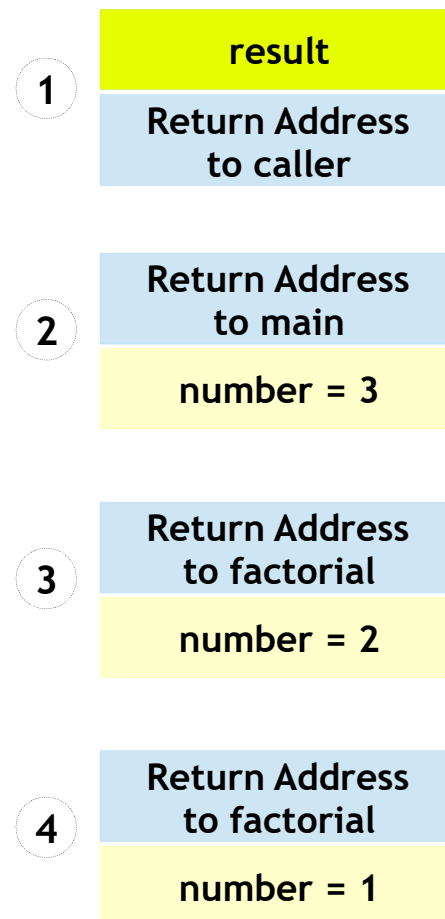 1
result
Return Address
to caller
2
Return Address
to main
number = 3
3
Return Address
to factorial
number = 2
4
Return Address
to factorial
number = 1